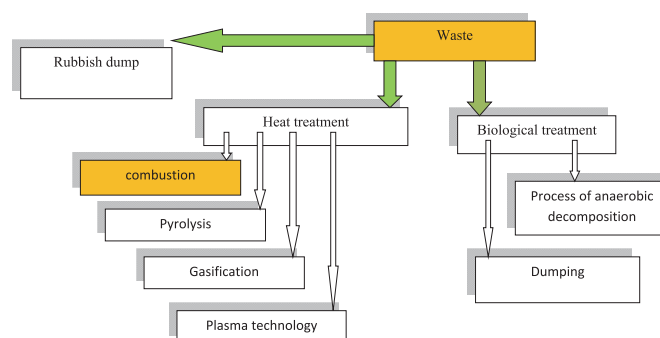 Waste
Rubbish dump
Heat treatment
Biological treatment
combustion
Process of anaerobic
decomposition
Pyrolysis
Gasification
Dumping
Plasma technology